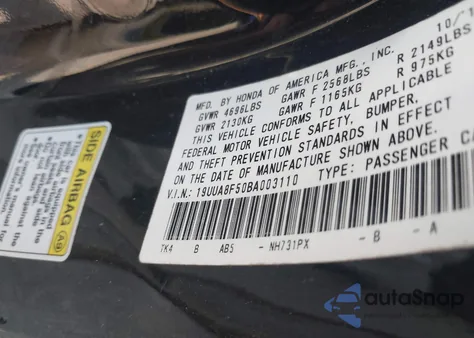 MFD. BY HONDA OF AMERICA MFG., INC. 10/1
GVWR 4686LBS GAWR F 2568LBS R 2149LBS
GVWR 2130KG GAWR F 1165KG R 975KG
THIS VEHICLE CONFORMS TO ALL APPLICABLE
FEDERAL MOTOR VEHICLE SAFETY, BUMPER,
AND THEFT PREVENTION STANDARDS IN EFFECT
ON THE DATE OF MANUFACTURE SHOWN ABOVE.
V.I.N.: 19UUA8F50BA003110 TYPE: PASSENGER C
TK4 B AB5 - NH731PX - B - A
SIDE AIRBAG
autoSnap